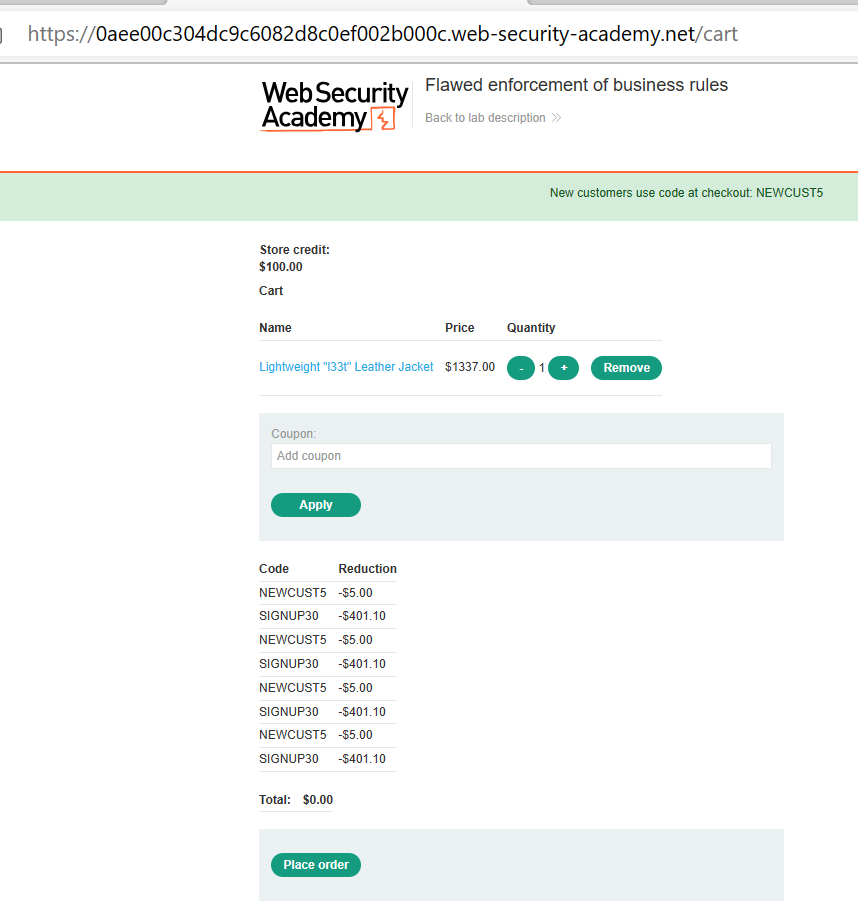 https://0aee00c304dc9c6082d8c0ef002b000c.web-security-academy.net/cart
Web Security
Academy
Flawed enforcement of business rules
Back to lab description
New customers use code at checkout: NEWCUST5
Store credit:
$100.00
Cart
Name Price Quantity
Lightweight "l33t" Leather Jacket $1337.00 - 1 + Remove
Coupon:
Add coupon
Apply
Code Reduction
NEWCUST5 -$5.00
SIGNUP30 -$401.10
NEWCUST5 -$5.00
SIGNUP30 -$401.10
NEWCUST5 -$5.00
SIGNUP30 -$401.10
NEWCUST5 -$5.00
SIGNUP30 -$401.10
Total: $0.00
Place order